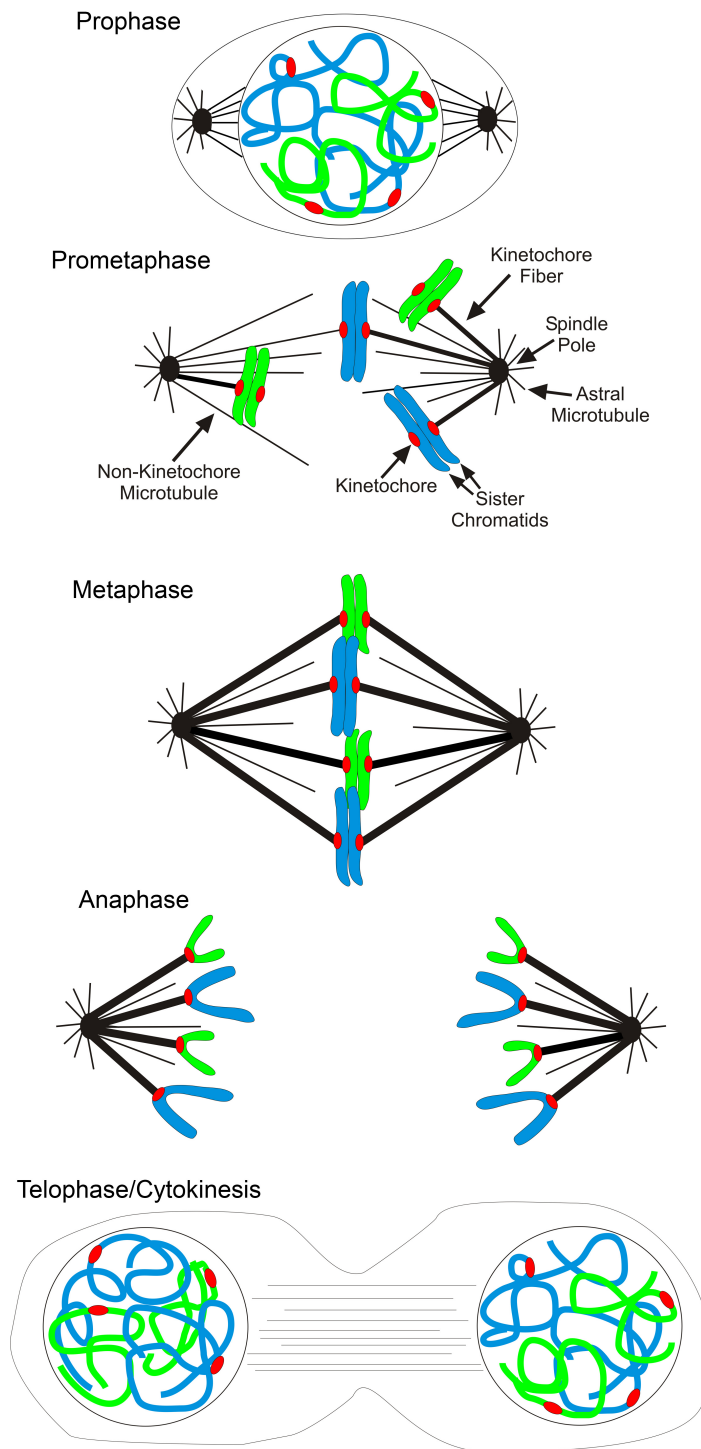 Prophase
Prometaphase
Kinetochore
Fiber
Spindle
Pole
Astral
Microtubule
Non-Kinetochore
Microtubule
Kinetochore
Sister
Chromatids
Metaphase
Anaphase
Telophase/Cytokinesis